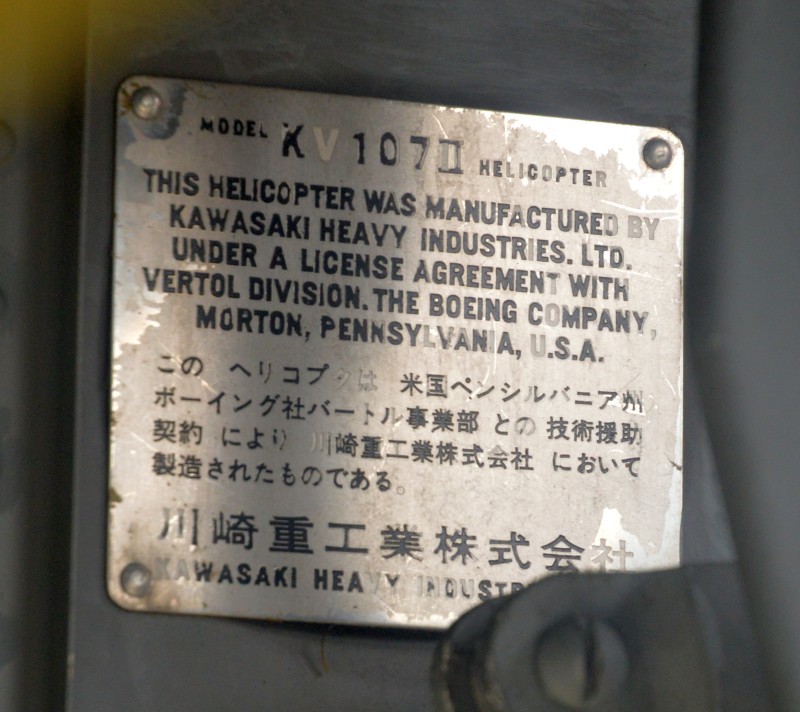 MODEL KV107II HELICOPTER
THIS HELICOPTER WAS MANUFACTURED BY
KAWASAKI HEAVY INDUSTRIES. LTD.
UNDER A LICENSE AGREEMENT WITH
VERTOL DIVISION. THE BOEING COMPANY,
MORTON, PENNSYLVANIA, U.S.A.
この ヘリコプタは 米国ペンシルバニア州
ボーイング社バートル事業部 との 技術援助
契約 により 川崎重工業株式会社 において
製造されたものである。
川崎重工業株式会社
KAWASAKI HEAVY